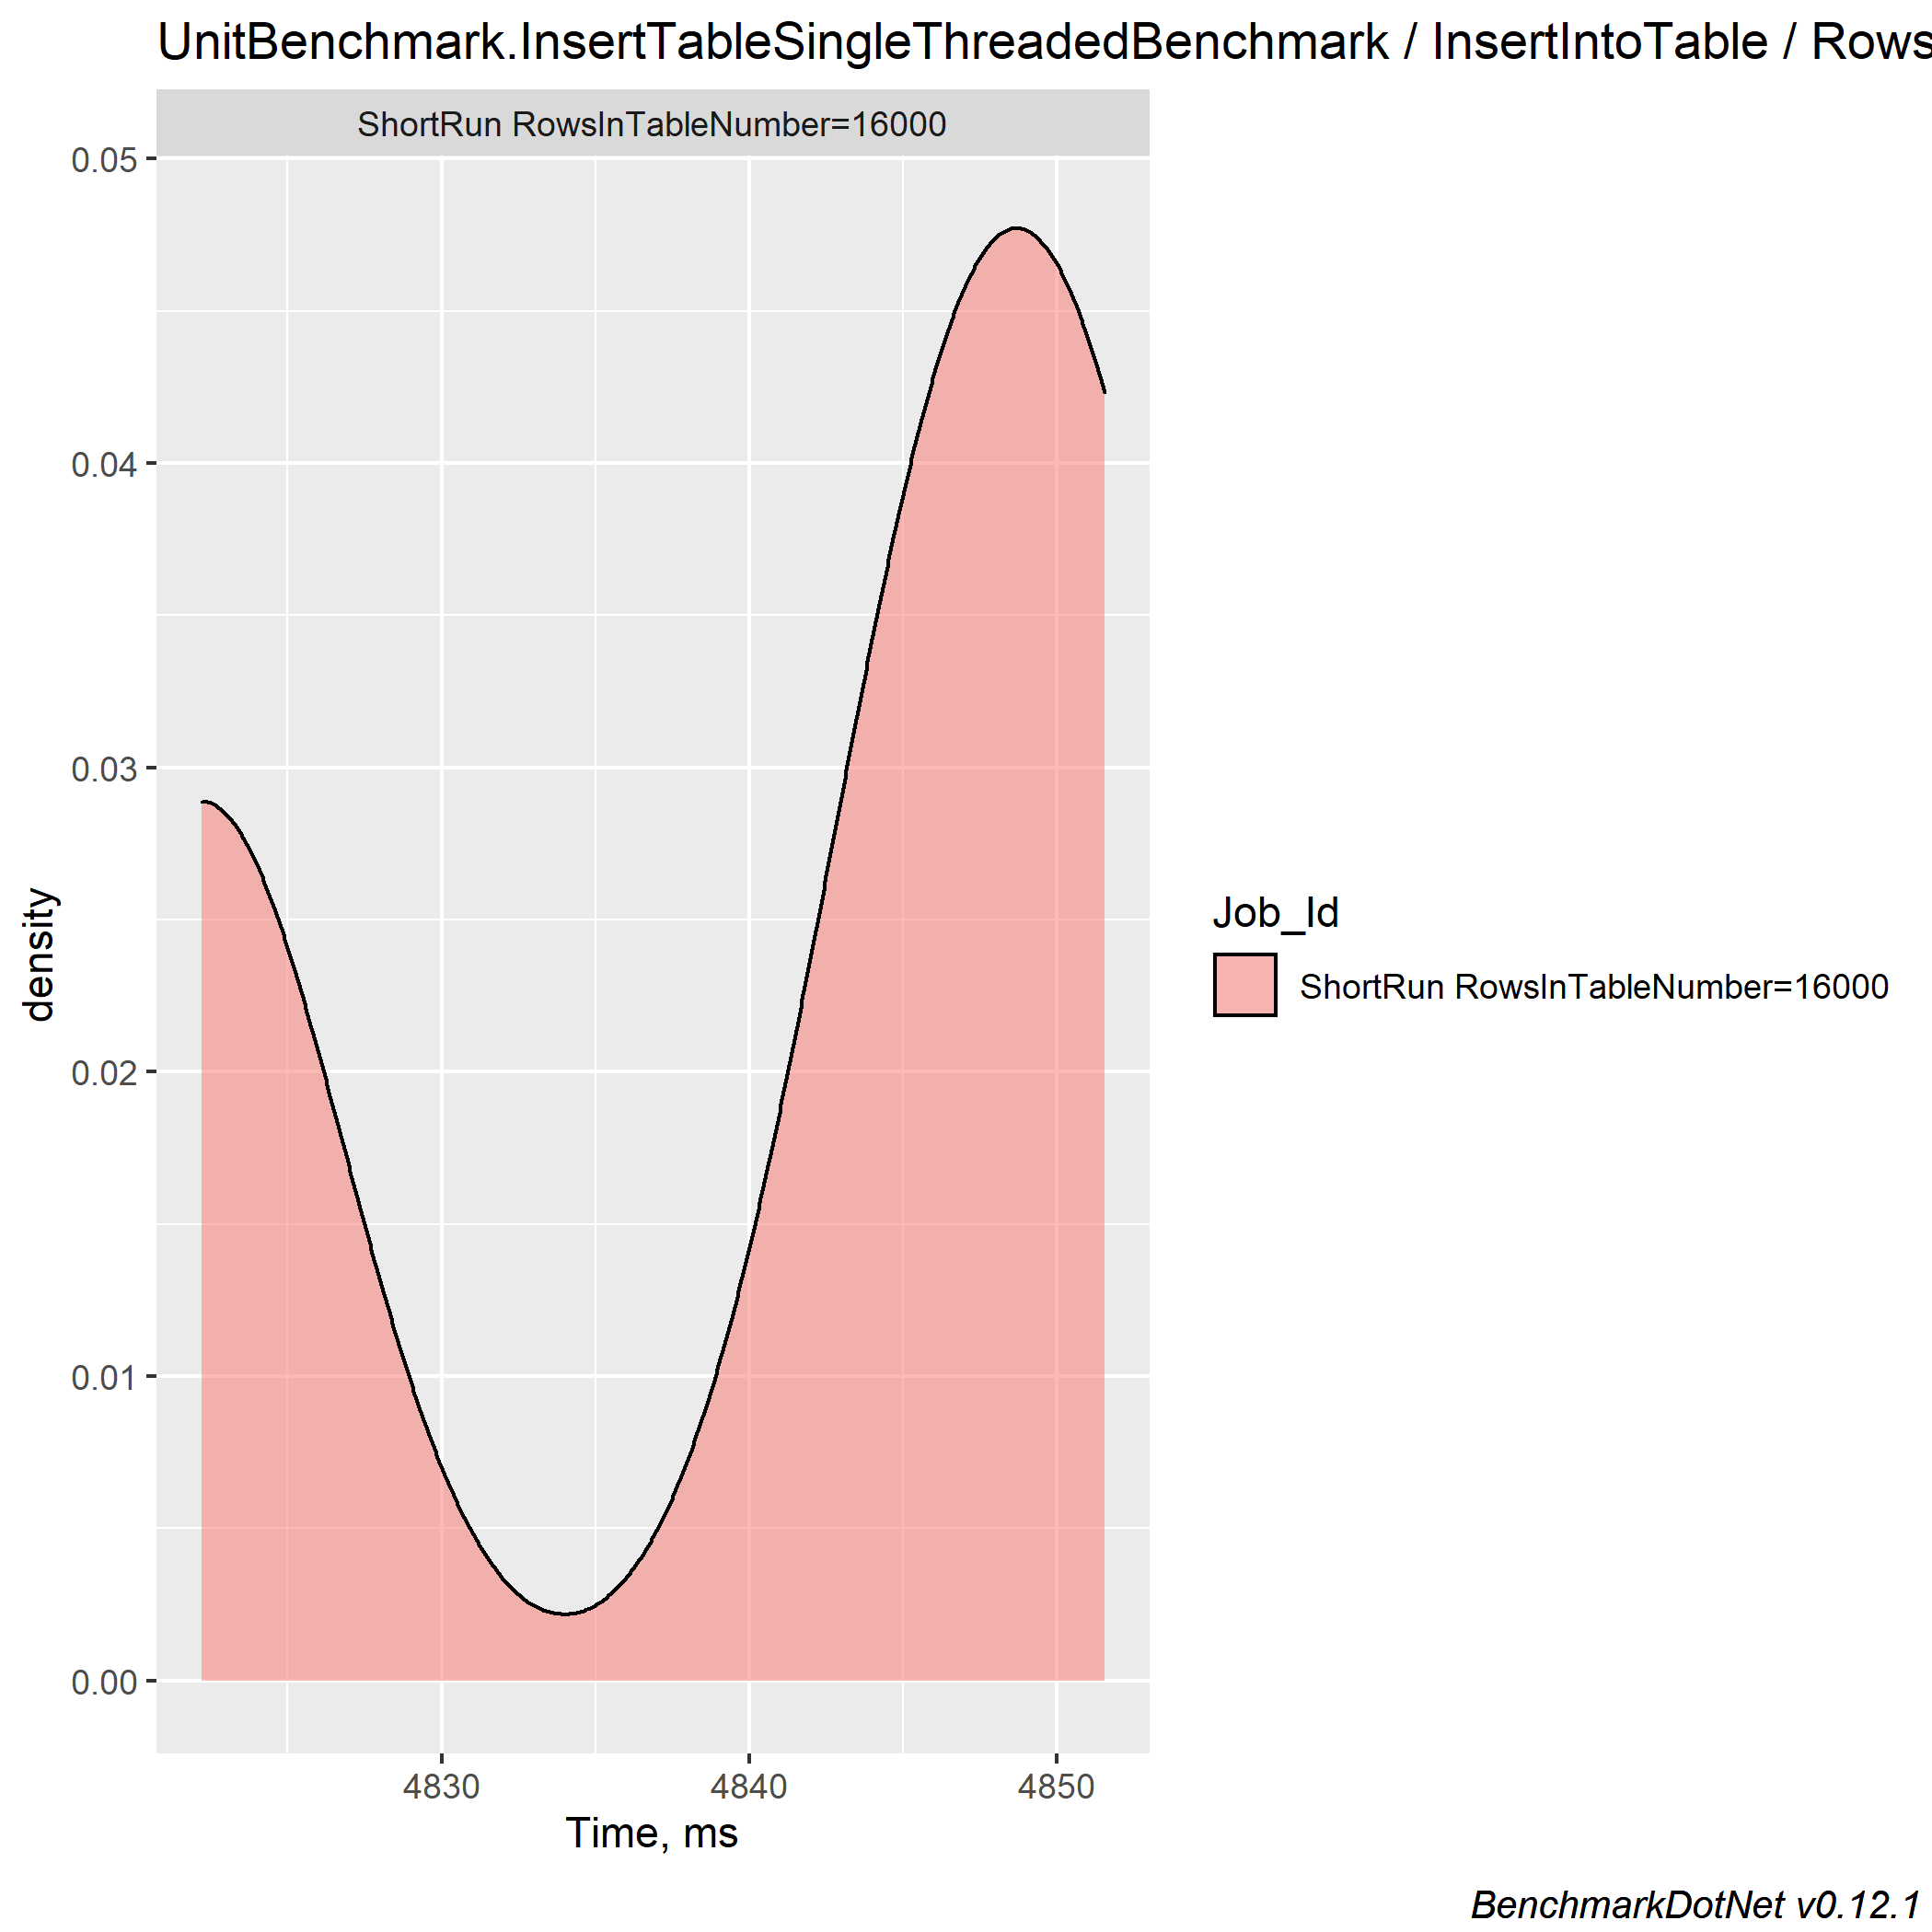 UnitBenchmark.InsertTableSingleThreadedBenchmark / InsertIntoTable / Rows
ShortRun RowsInTableNumber=16000
0.05
0.04
0.03
0.02
0.01
0.00
density
4830 4840 4850
Time, ms
Job_Id
ShortRun RowsInTableNumber=16000
BenchmarkDotNet v0.12.1